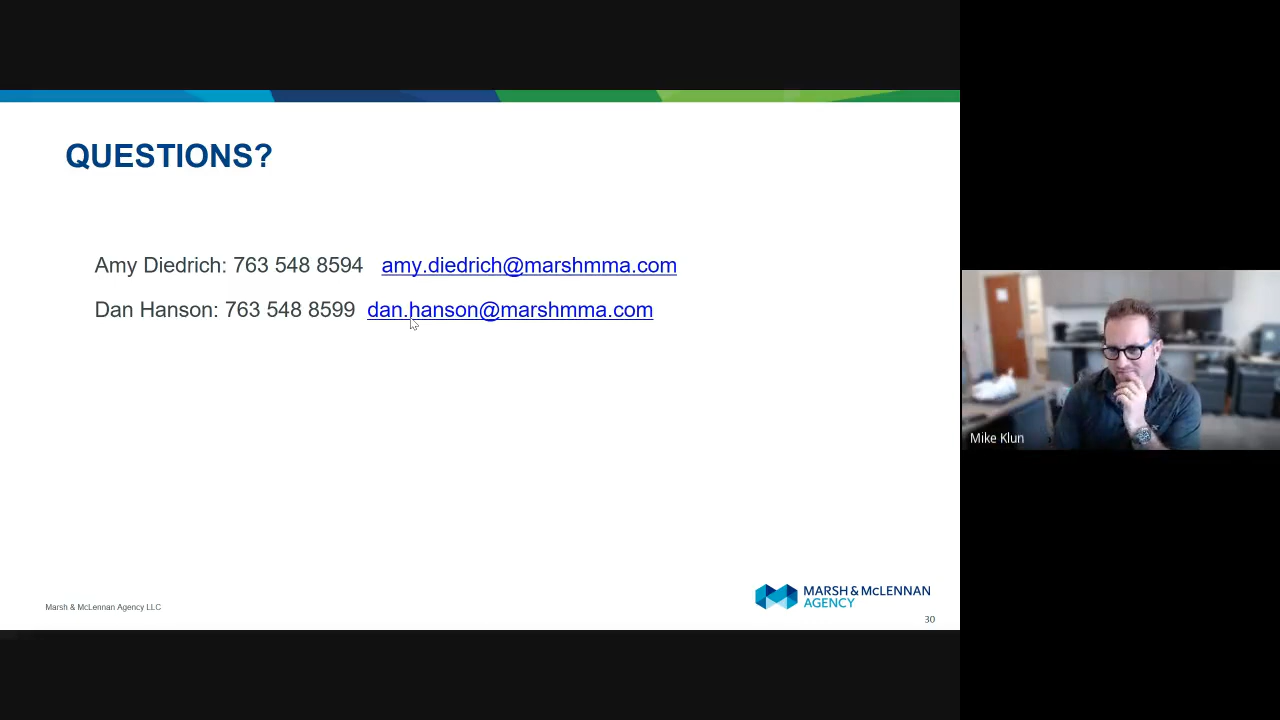 QUESTIONS?
Amy Diedrich: 763 548 8594 amy.diedrich@marshmma.com
Dan Hanson: 763 548 8599 dan.hanson@marshmma.com
Mike Klun
Marsh & McLennan Agency LLC
MARSH & McLENNAN
AGENCY
30